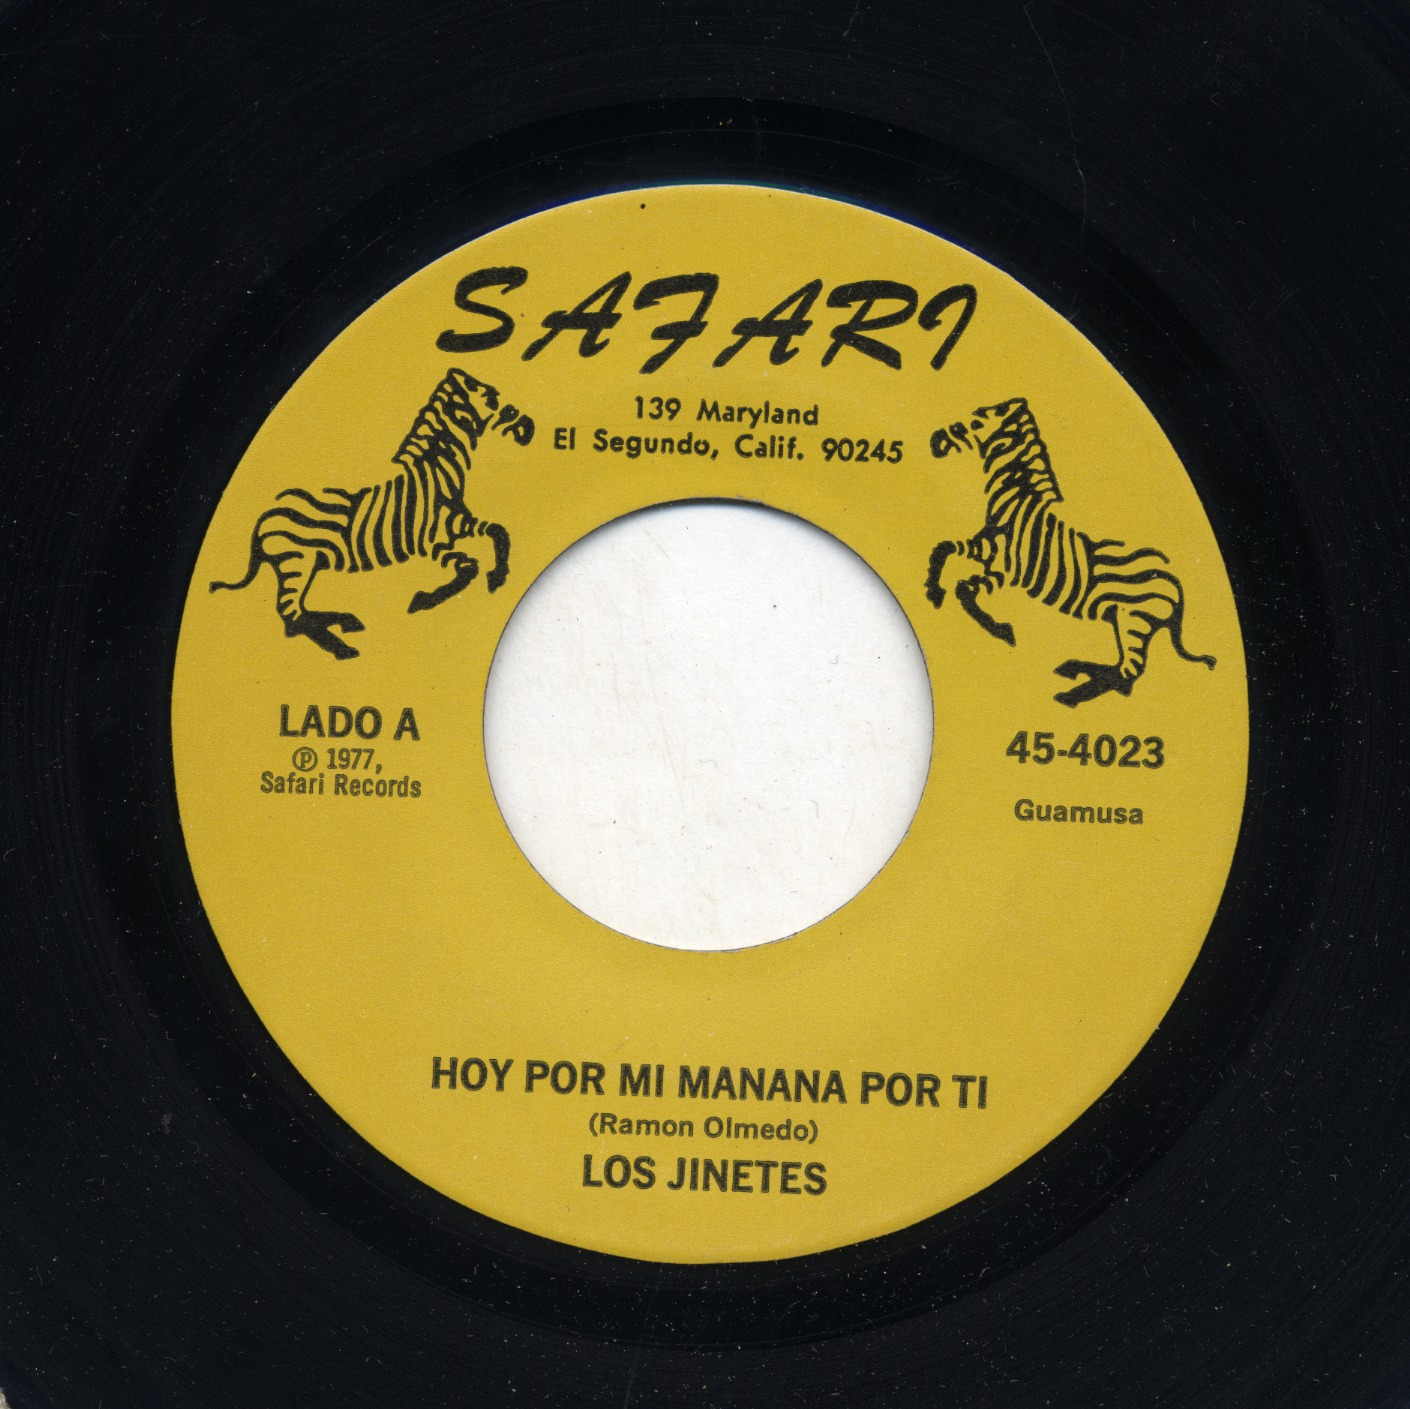 SAFARI
139 Maryland
El Segundo, Calif. 90245
LADO A
℗ 1977,
Safari Records
45-4023
Guamusa
HOY POR MI MANANA POR TI
(Ramon Olmedo)
LOS JINETES